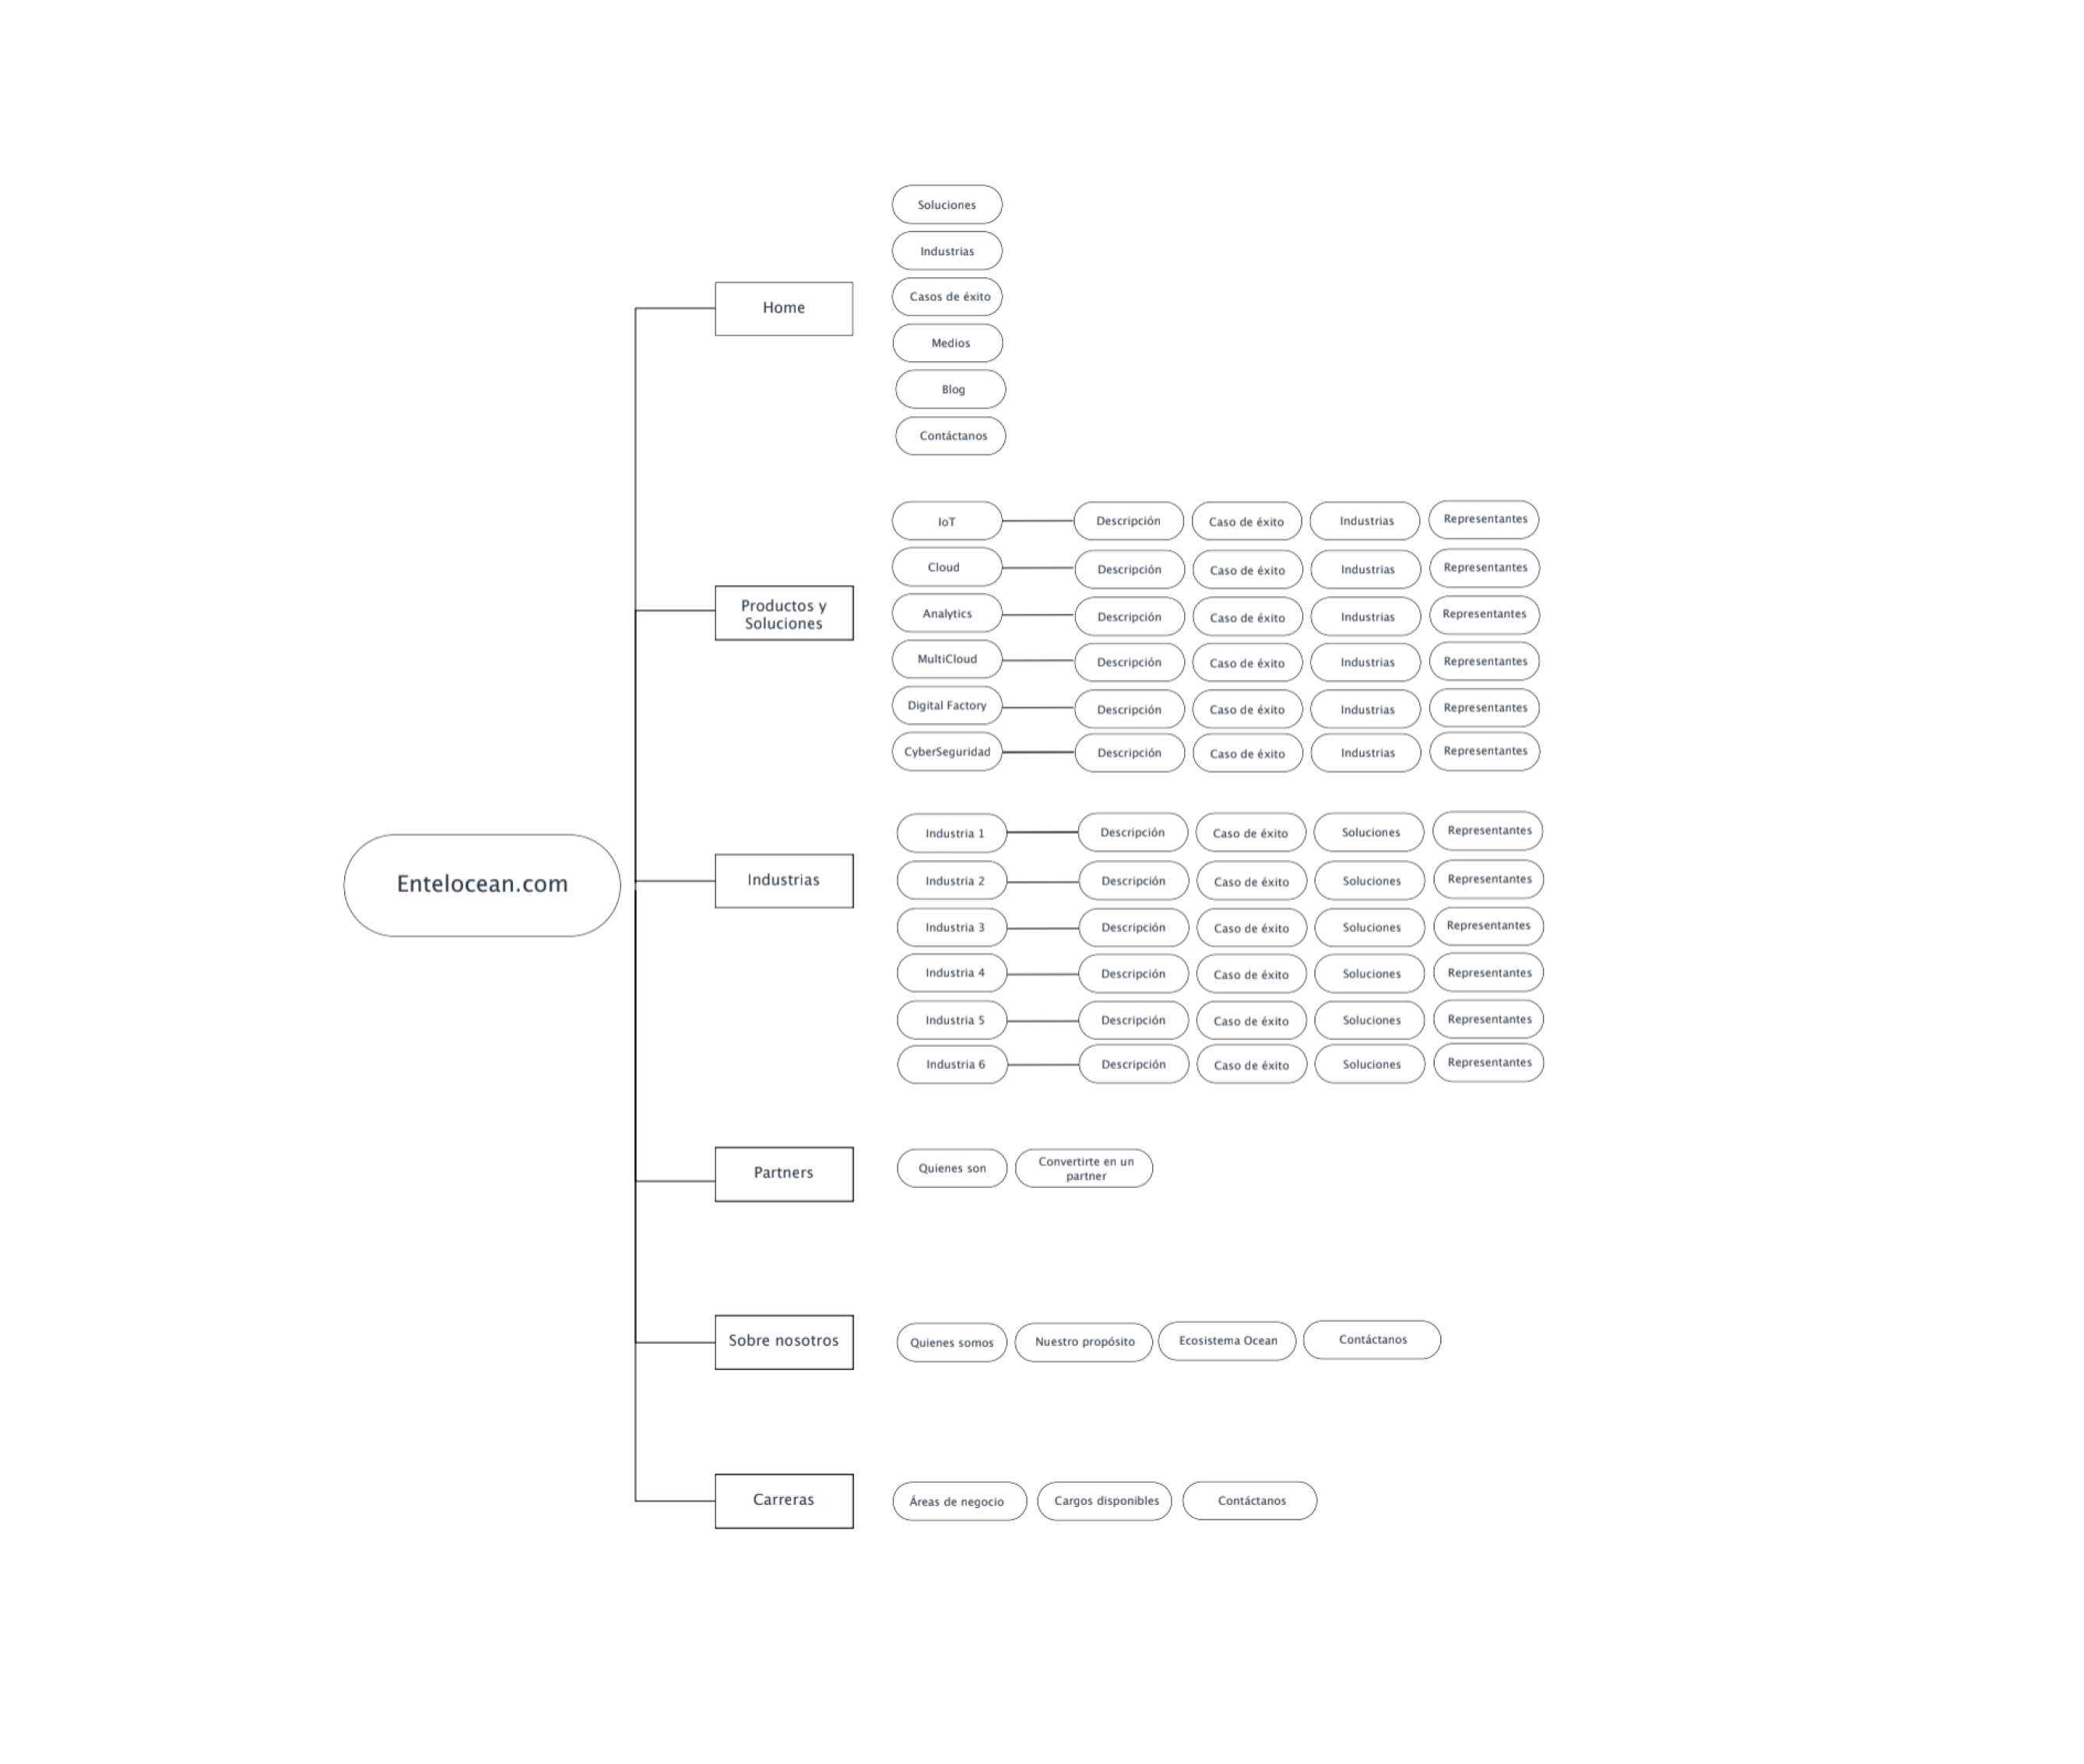 Entelocean.com
Home
Soluciones
Industrias
Casos de éxito
Medios
Blog
Contáctanos
Productos y
Soluciones
IoT
Descripción
Caso de éxito
Industrias
Representantes
Cloud
Descripción
Caso de éxito
Industrias
Representantes
Analytics
Descripción
Caso de éxito
Industrias
Representantes
MultiCloud
Descripción
Caso de éxito
Industrias
Representantes
Digital Factory
Descripción
Caso de éxito
Industrias
Representantes
CyberSeguridad
Descripción
Caso de éxito
Industrias
Representantes
Industrias
Industria 1
Descripción
Caso de éxito
Soluciones
Representantes
Industria 2
Descripción
Caso de éxito
Soluciones
Representantes
Industria 3
Descripción
Caso de éxito
Soluciones
Representantes
Industria 4
Descripción
Caso de éxito
Soluciones
Representantes
Industria 5
Descripción
Caso de éxito
Soluciones
Representantes
Industria 6
Descripción
Caso de éxito
Soluciones
Representantes
Partners
Quienes son
Convertirte en un
partner
Sobre nosotros
Quienes somos
Nuestro propósito
Ecosistema Ocean
Contáctanos
Carreras
Áreas de negocio
Cargos disponibles
Contáctanos